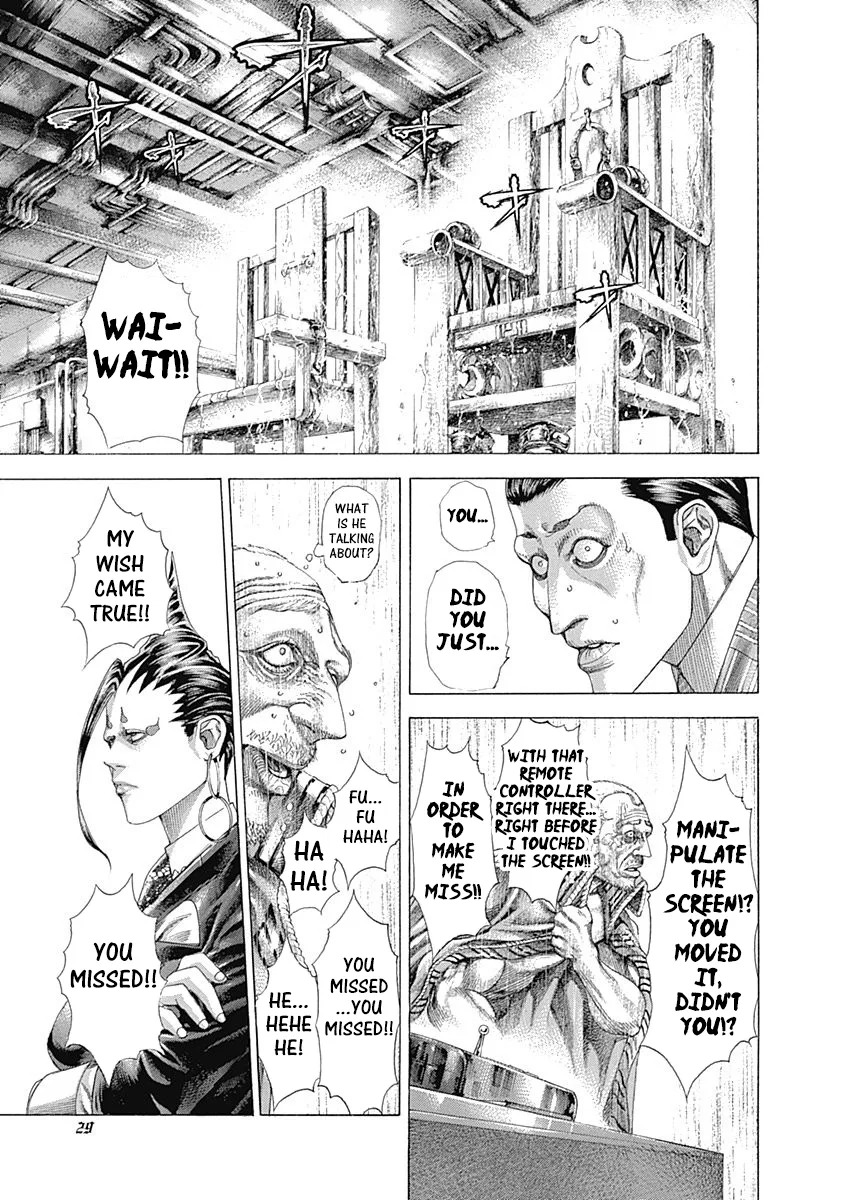 WAI-
WAIT!!
YOU...
DID
YOU
JUST...
MANI-
PULATE
THE
SCREEN!?
YOU
MOVED
IT,
DIDN'T
YOU!?
WITH THAT
REMOTE
CONTROLLER
RIGHT THERE...
RIGHT BEFORE
I TOUCHED
THE SCREEN!!
IN
ORDER
TO
MAKE
ME
MISS!!
WHAT
IS HE
TALKING
ABOUT?
FU...
FU
HAHA!
HA
HA!
YOU
MISSED
...YOU
MISSED!!
HE...
HEHE
HE!
MY
WISH
CAME
TRUE!!
YOU
MISSED!!
29